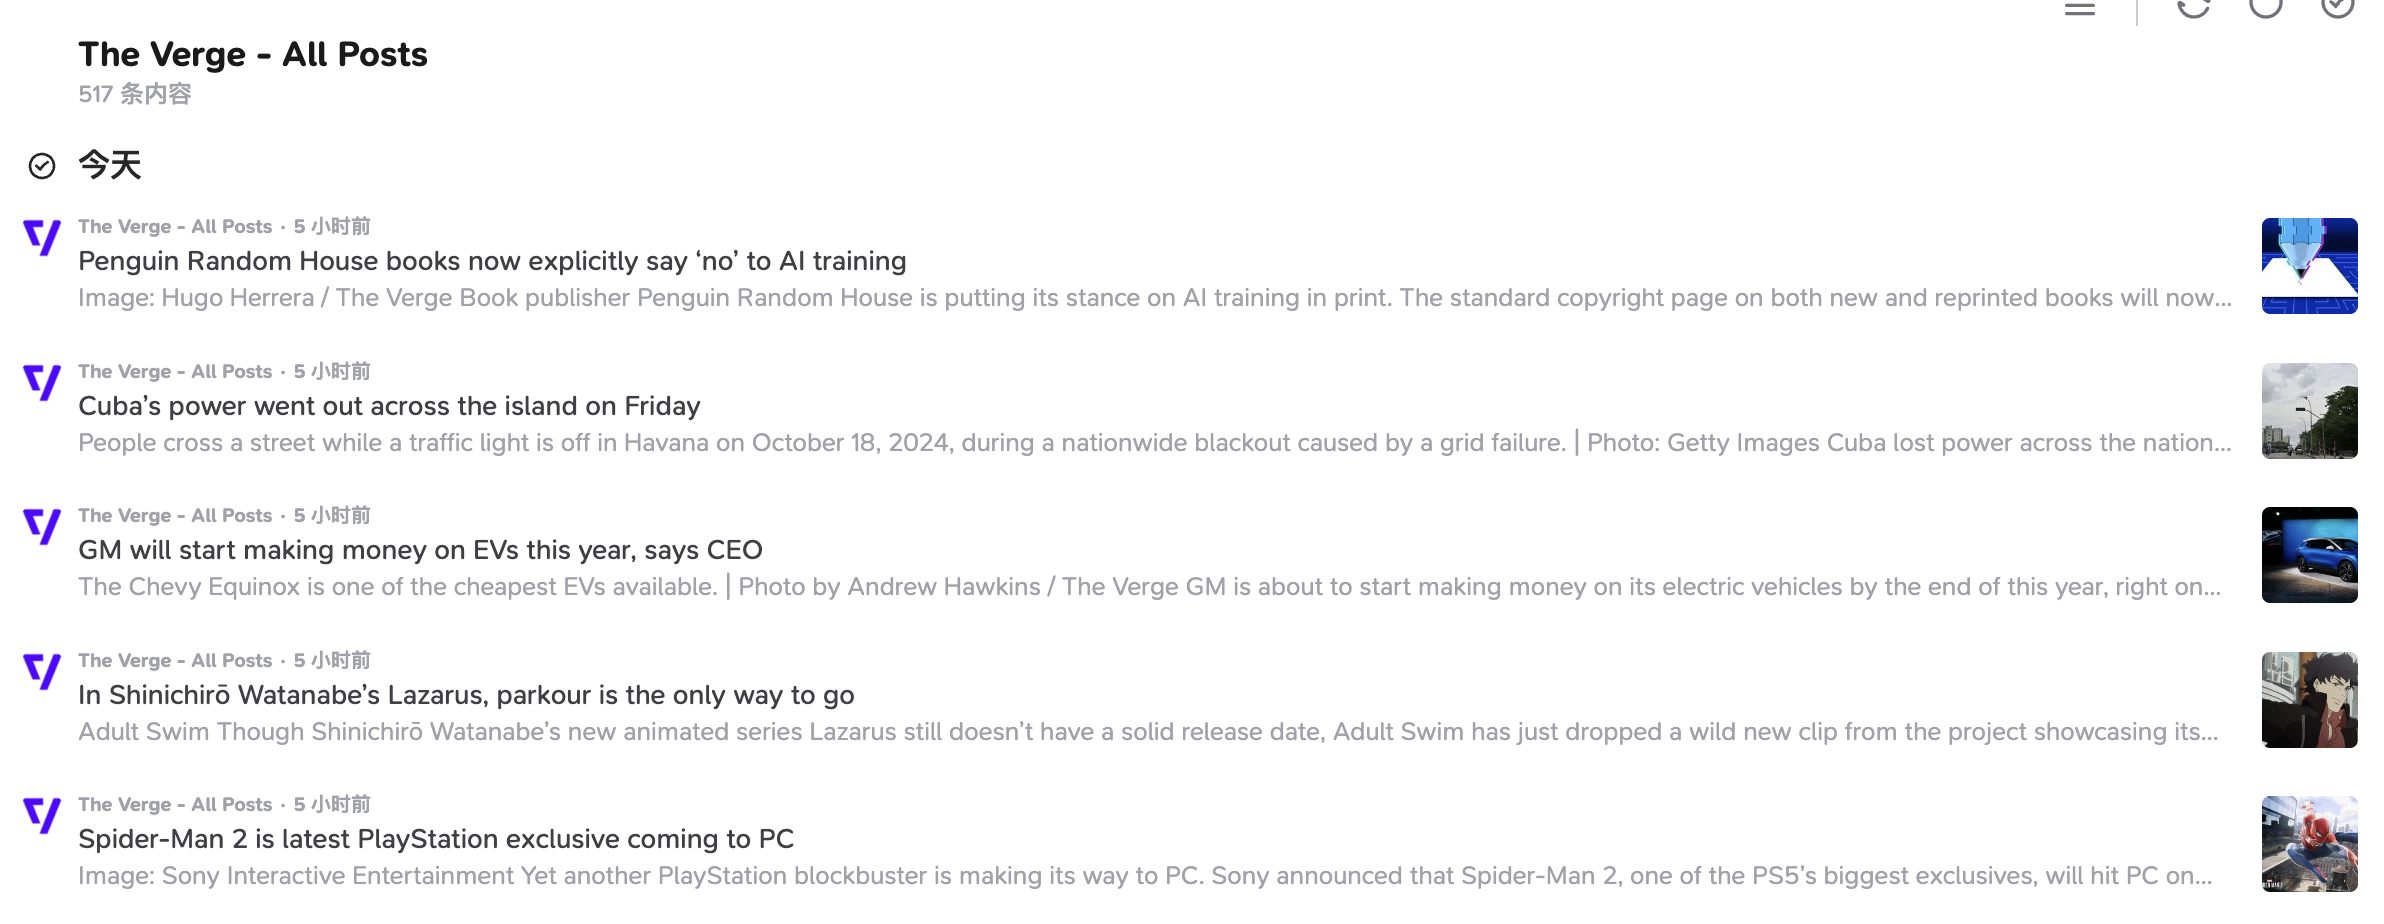 The Verge - All Posts
517 条内容
今天
The Verge - All Posts · 5 小时前
Penguin Random House books now explicitly say ‘no’ to AI training
Image: Hugo Herrera / The Verge Book publisher Penguin Random House is putting its stance on AI training in print. The standard copyright page on both new and reprinted books will now...
The Verge - All Posts · 5 小时前
Cuba’s power went out across the island on Friday
People cross a street while a traffic light is off in Havana on October 18, 2024, during a nationwide blackout caused by a grid failure. | Photo: Getty Images Cuba lost power across the nation...
The Verge - All Posts · 5 小时前
GM will start making money on EVs this year, says CEO
The Chevy Equinox is one of the cheapest EVs available. | Photo by Andrew Hawkins / The Verge GM is about to start making money on its electric vehicles by the end of this year, right on...
The Verge - All Posts · 5 小时前
In Shinichirō Watanabe’s Lazarus, parkour is the only way to go
Adult Swim Though Shinichirō Watanabe’s new animated series Lazarus still doesn’t have a solid release date, Adult Swim has just dropped a wild new clip from the project showcasing its...
The Verge - All Posts · 5 小时前
Spider-Man 2 is latest PlayStation exclusive coming to PC
Image: Sony Interactive Entertainment Yet another PlayStation blockbuster is making its way to PC. Sony announced that Spider-Man 2, one of the PS5’s biggest exclusives, will hit PC on...